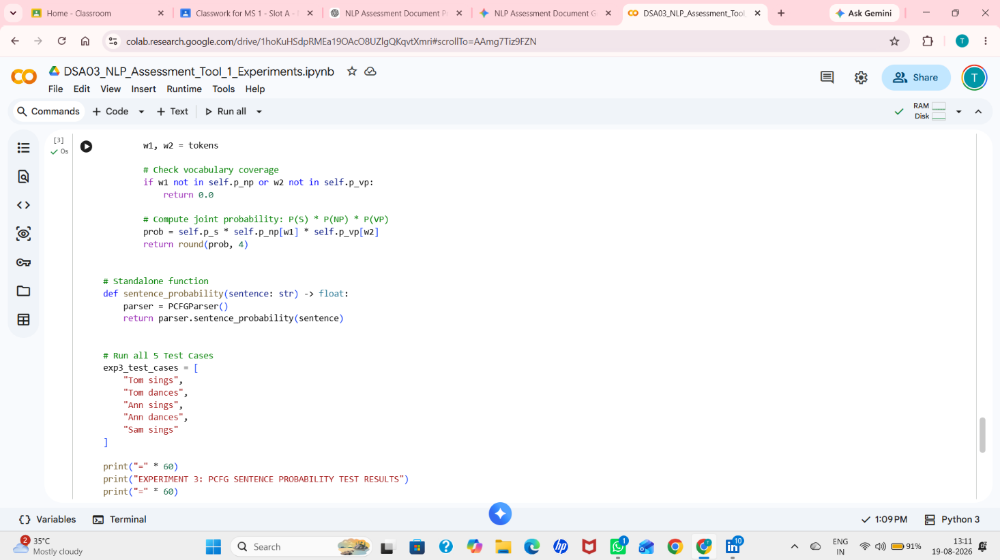 Home - Classroom
Classwork for MS 1 - Slot A -
NLP Assessment Document P
NLP Assessment Document G
DSA03_NLP_Assessment_Tool_
Ask Gemini
colab.research.google.com/drive/1hoKuHSdpRMEa19OAcO8UZlgQKqvtXmri#scrollTo=AAmg7Tiz9FZN
T
DSA03_NLP_Assessment_Tool_1_Experiments.ipynb
File Edit View Insert Runtime Tools Help
Share
T
Commands
+ Code
+ Text
Run all
RAM
Disk
[3]
0s
w1, w2 = tokens
# Check vocabulary coverage
if w1 not in self.p_np or w2 not in self.p_vp:
return 0.0
# Compute joint probability: P(S) * P(NP) * P(VP)
prob = self.p_s * self.p_np[w1] * self.p_vp[w2]
return round(prob, 4)
# Standalone function
def sentence_probability(sentence: str) -> float:
parser = PCFGParser()
return parser.sentence_probability(sentence)
# Run all 5 Test Cases
exp3_test_cases = [
"Tom sings",
"Tom dances",
"Ann sings",
"Ann dances",
"Sam sings"
]
print("=" * 60)
print("EXPERIMENT 3: PCFG SENTENCE PROBABILITY TEST RESULTS")
print("=" * 60)
{} Variables
Terminal
1:09 PM
Python 3
2
35°C
Mostly cloudy
Search
1
10
ENG
IN
91%
13:11
19-08-2026